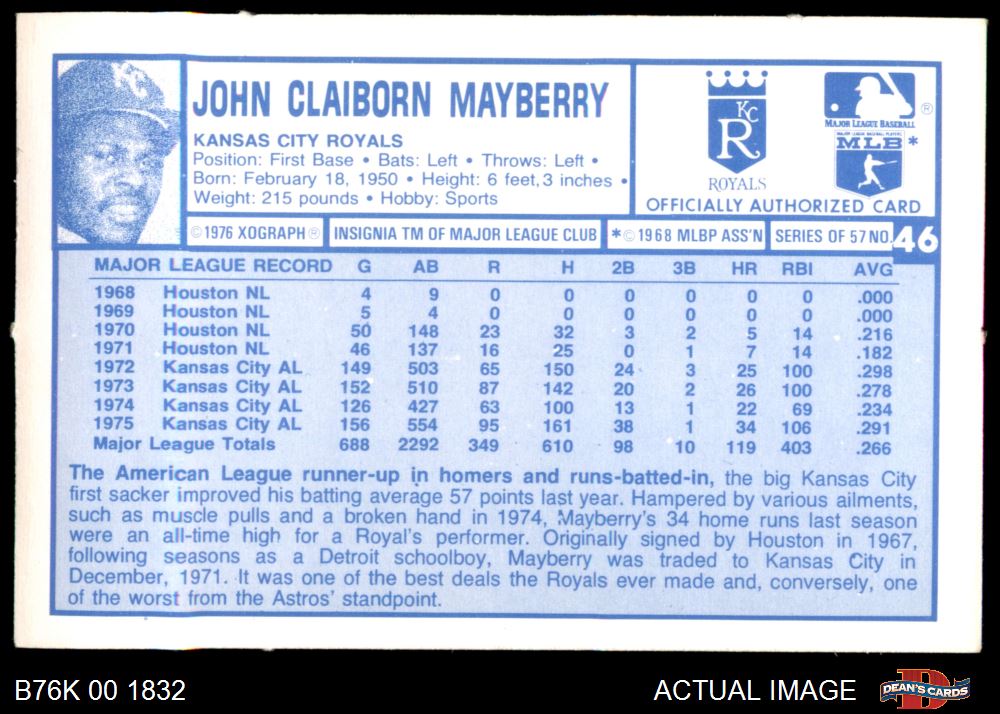 KC
JOHN CLAIBORN MAYBERRY
KANSAS CITY ROYALS
Position: First Base • Bats: Left • Throws: Left •
Born: February 18, 1950 • Height: 6 feet, 3 inches •
Weight: 215 pounds • Hobby: Sports
KC
R
ROYALS
MAJOR LEAGUE BASEBALL
®
MAJOR LEAGUE BASEBALL PLAYERS
MLB *
OFFICIALLY AUTHORIZED CARD
© 1976 XOGRAPH ® INSIGNIA TM OF MAJOR LEAGUE CLUB * © 1968 MLBP ASS'N SERIES OF 57 NO. 46
MAJOR LEAGUE RECORD G AB R H 2B 3B HR RBI AVG
1968 Houston NL 4 9 0 0 0 0 0 0 .000
1969 Houston NL 5 4 0 0 0 0 0 0 .000
1970 Houston NL 50 148 23 32 3 2 5 14 .216
1971 Houston NL 46 137 16 25 0 1 7 14 .182
1972 Kansas City AL 149 503 65 150 24 3 25 100 .298
1973 Kansas City AL 152 510 87 142 20 2 26 100 .278
1974 Kansas City AL 126 427 63 100 13 1 22 69 .234
1975 Kansas City AL 156 554 95 161 38 1 34 106 .291
Major League Totals 688 2292 349 610 98 10 119 403 .266
The American League runner-up in homers and runs-batted-in, the big Kansas City
first sacker improved his batting average 57 points last year. Hampered by various ailments,
such as muscle pulls and a broken hand in 1974, Mayberry's 34 home runs last season
were an all-time high for a Royal's performer. Originally signed by Houston in 1967,
following seasons as a Detroit schoolboy, Mayberry was traded to Kansas City in
December, 1971. It was one of the best deals the Royals ever made and, conversely, one
of the worst from the Astros' standpoint.
B76K 00 1832
ACTUAL IMAGE
D
DEAN'S CARDS